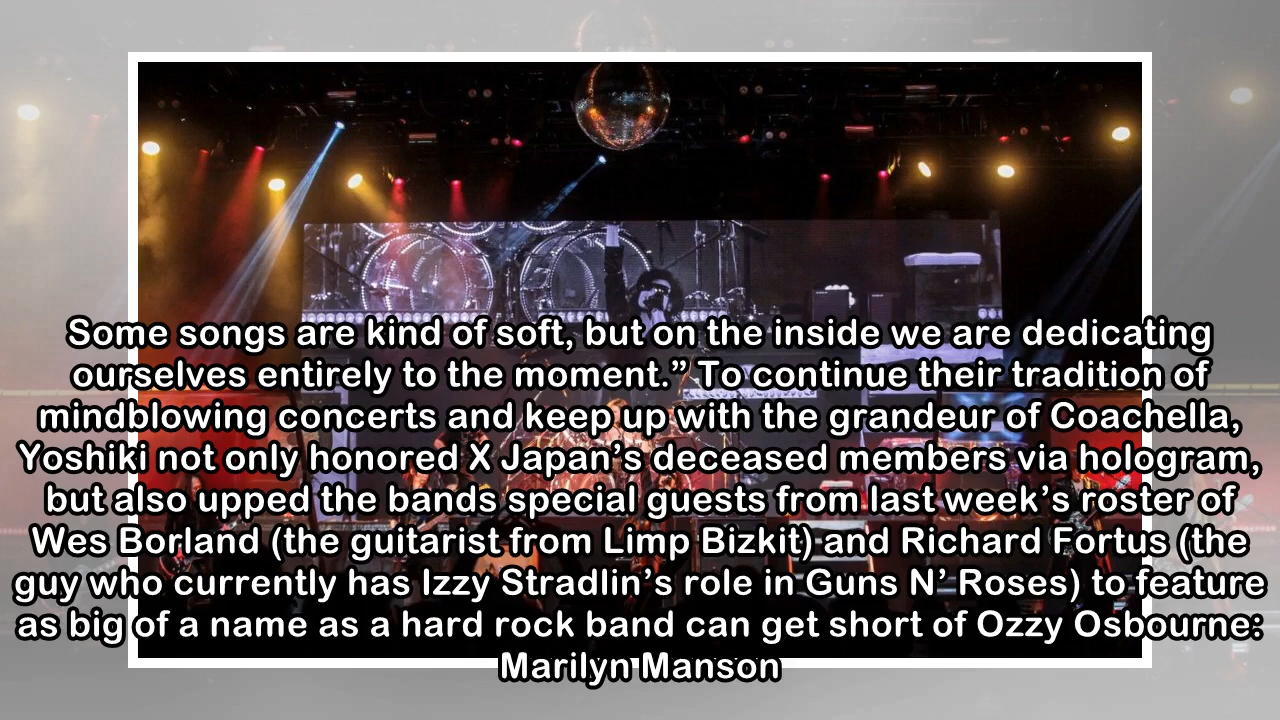 Some songs are kind of soft, but on the inside we are dedicating
ourselves entirely to the moment.” To continue their tradition of
mindblowing concerts and keep up with the grandeur of Coachella,
Yoshiki not only honored X Japan’s deceased members via hologram,
but also upped the bands special guests from last week’s roster of
Wes Borland (the guitarist from Limp Bizkit) and Richard Fortus (the
guy who currently has Izzy Stradlin’s role in Guns N’ Roses) to feature
as big of a name as a hard rock band can get short of Ozzy Osbourne:
Marilyn Manson